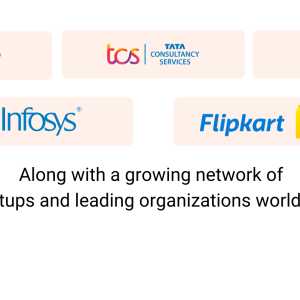 tcs TATA
CONSULTANCY
SERVICES
Infosys®
Flipkart
Along with a growing network of
tups and leading organizations world